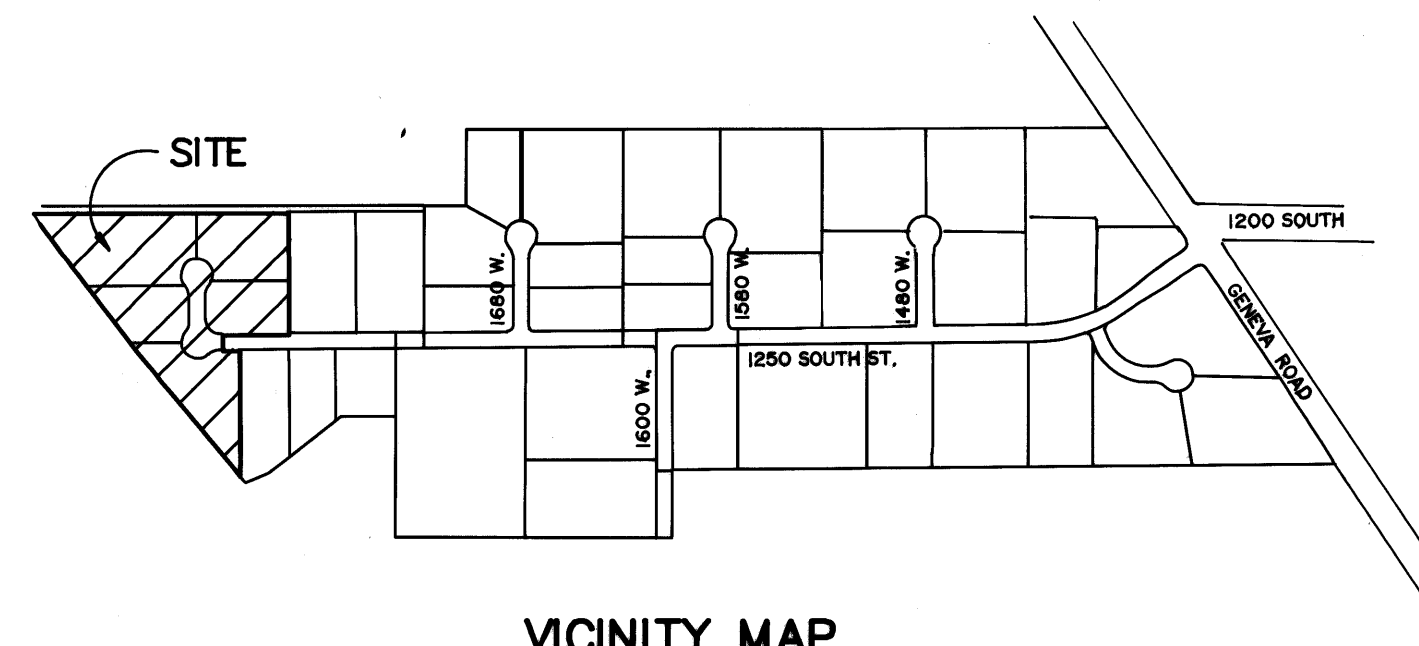 SITE
1200 SOUTH
1680 W.
1580 W.
1480 W.
GENEVA ROAD
1250 SOUTH ST.
1600 W.
VICINITY MAP